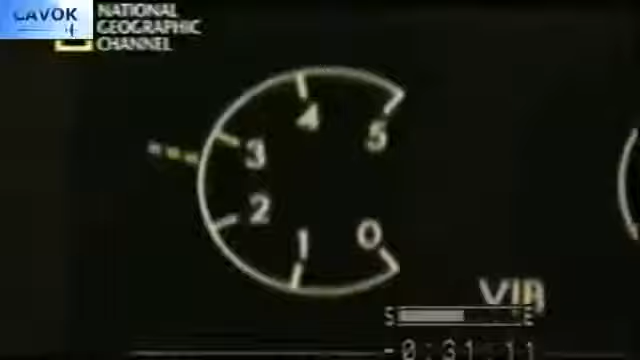 CAVOK
NATIONAL
GEOGRAPHIC
CHANNEL
4
5
3
2
1
0
VIB
S E
-0:31:11